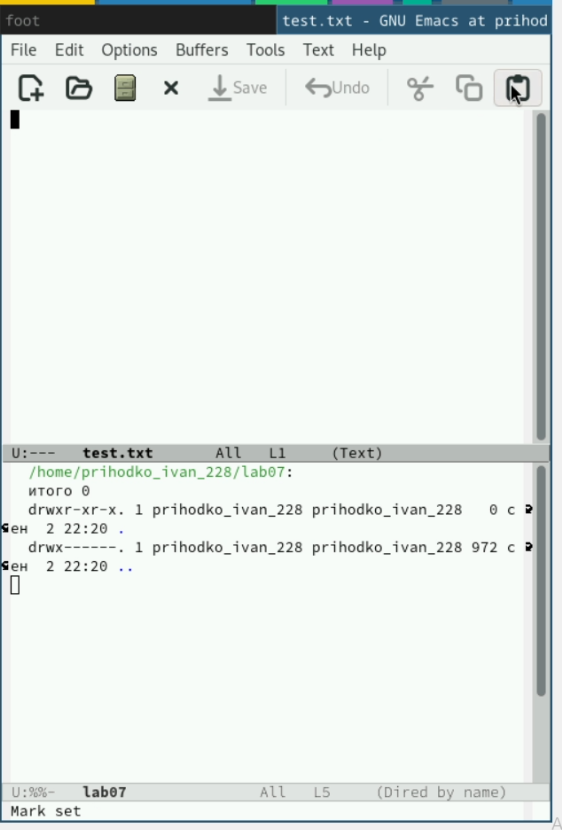 foot test.txt - GNU Emacs at prihod
File Edit Options Buffers Tools Text Help
Save Undo
U:--- test.txt All L1 (Text)
/home/prihodko_ivan_228/lab07:
итого 0
drwxr-xr-x. 1 prihodko_ivan_228 prihodko_ivan_228 0 с
ен 2 22:20 .
drwx------. 1 prihodko_ivan_228 prihodko_ivan_228 972 с
ен 2 22:20 ..
U:%%- lab07 All L5 (Dired by name)
Mark set